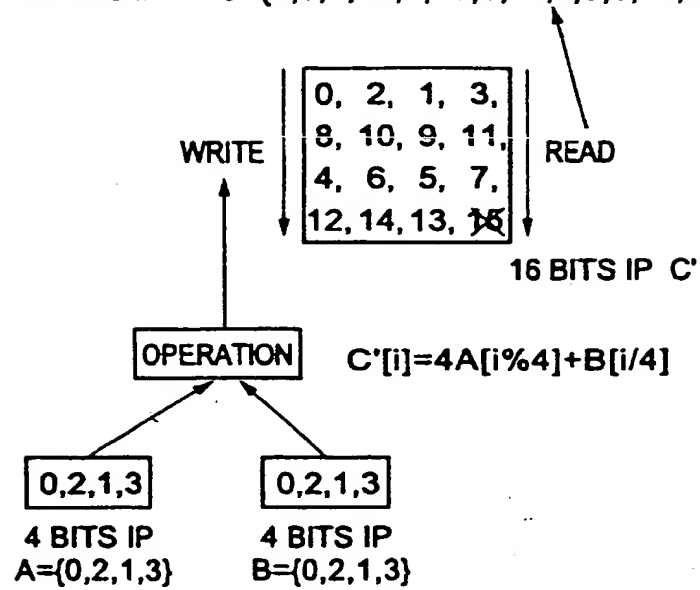 0, 2, 1, 3,
8, 10, 9, 11,
WRITE
READ
4, 6, 5, 7,
12, 14, 13, 15
16 BITS IP C'
OPERATION
C'[i]=4A[i%4]+B[i/4]
0,2,1,3
0,2,1,3
4 BITS IP
4 BITS IP
A={0,2,1,3}
B={0,2,1,3}